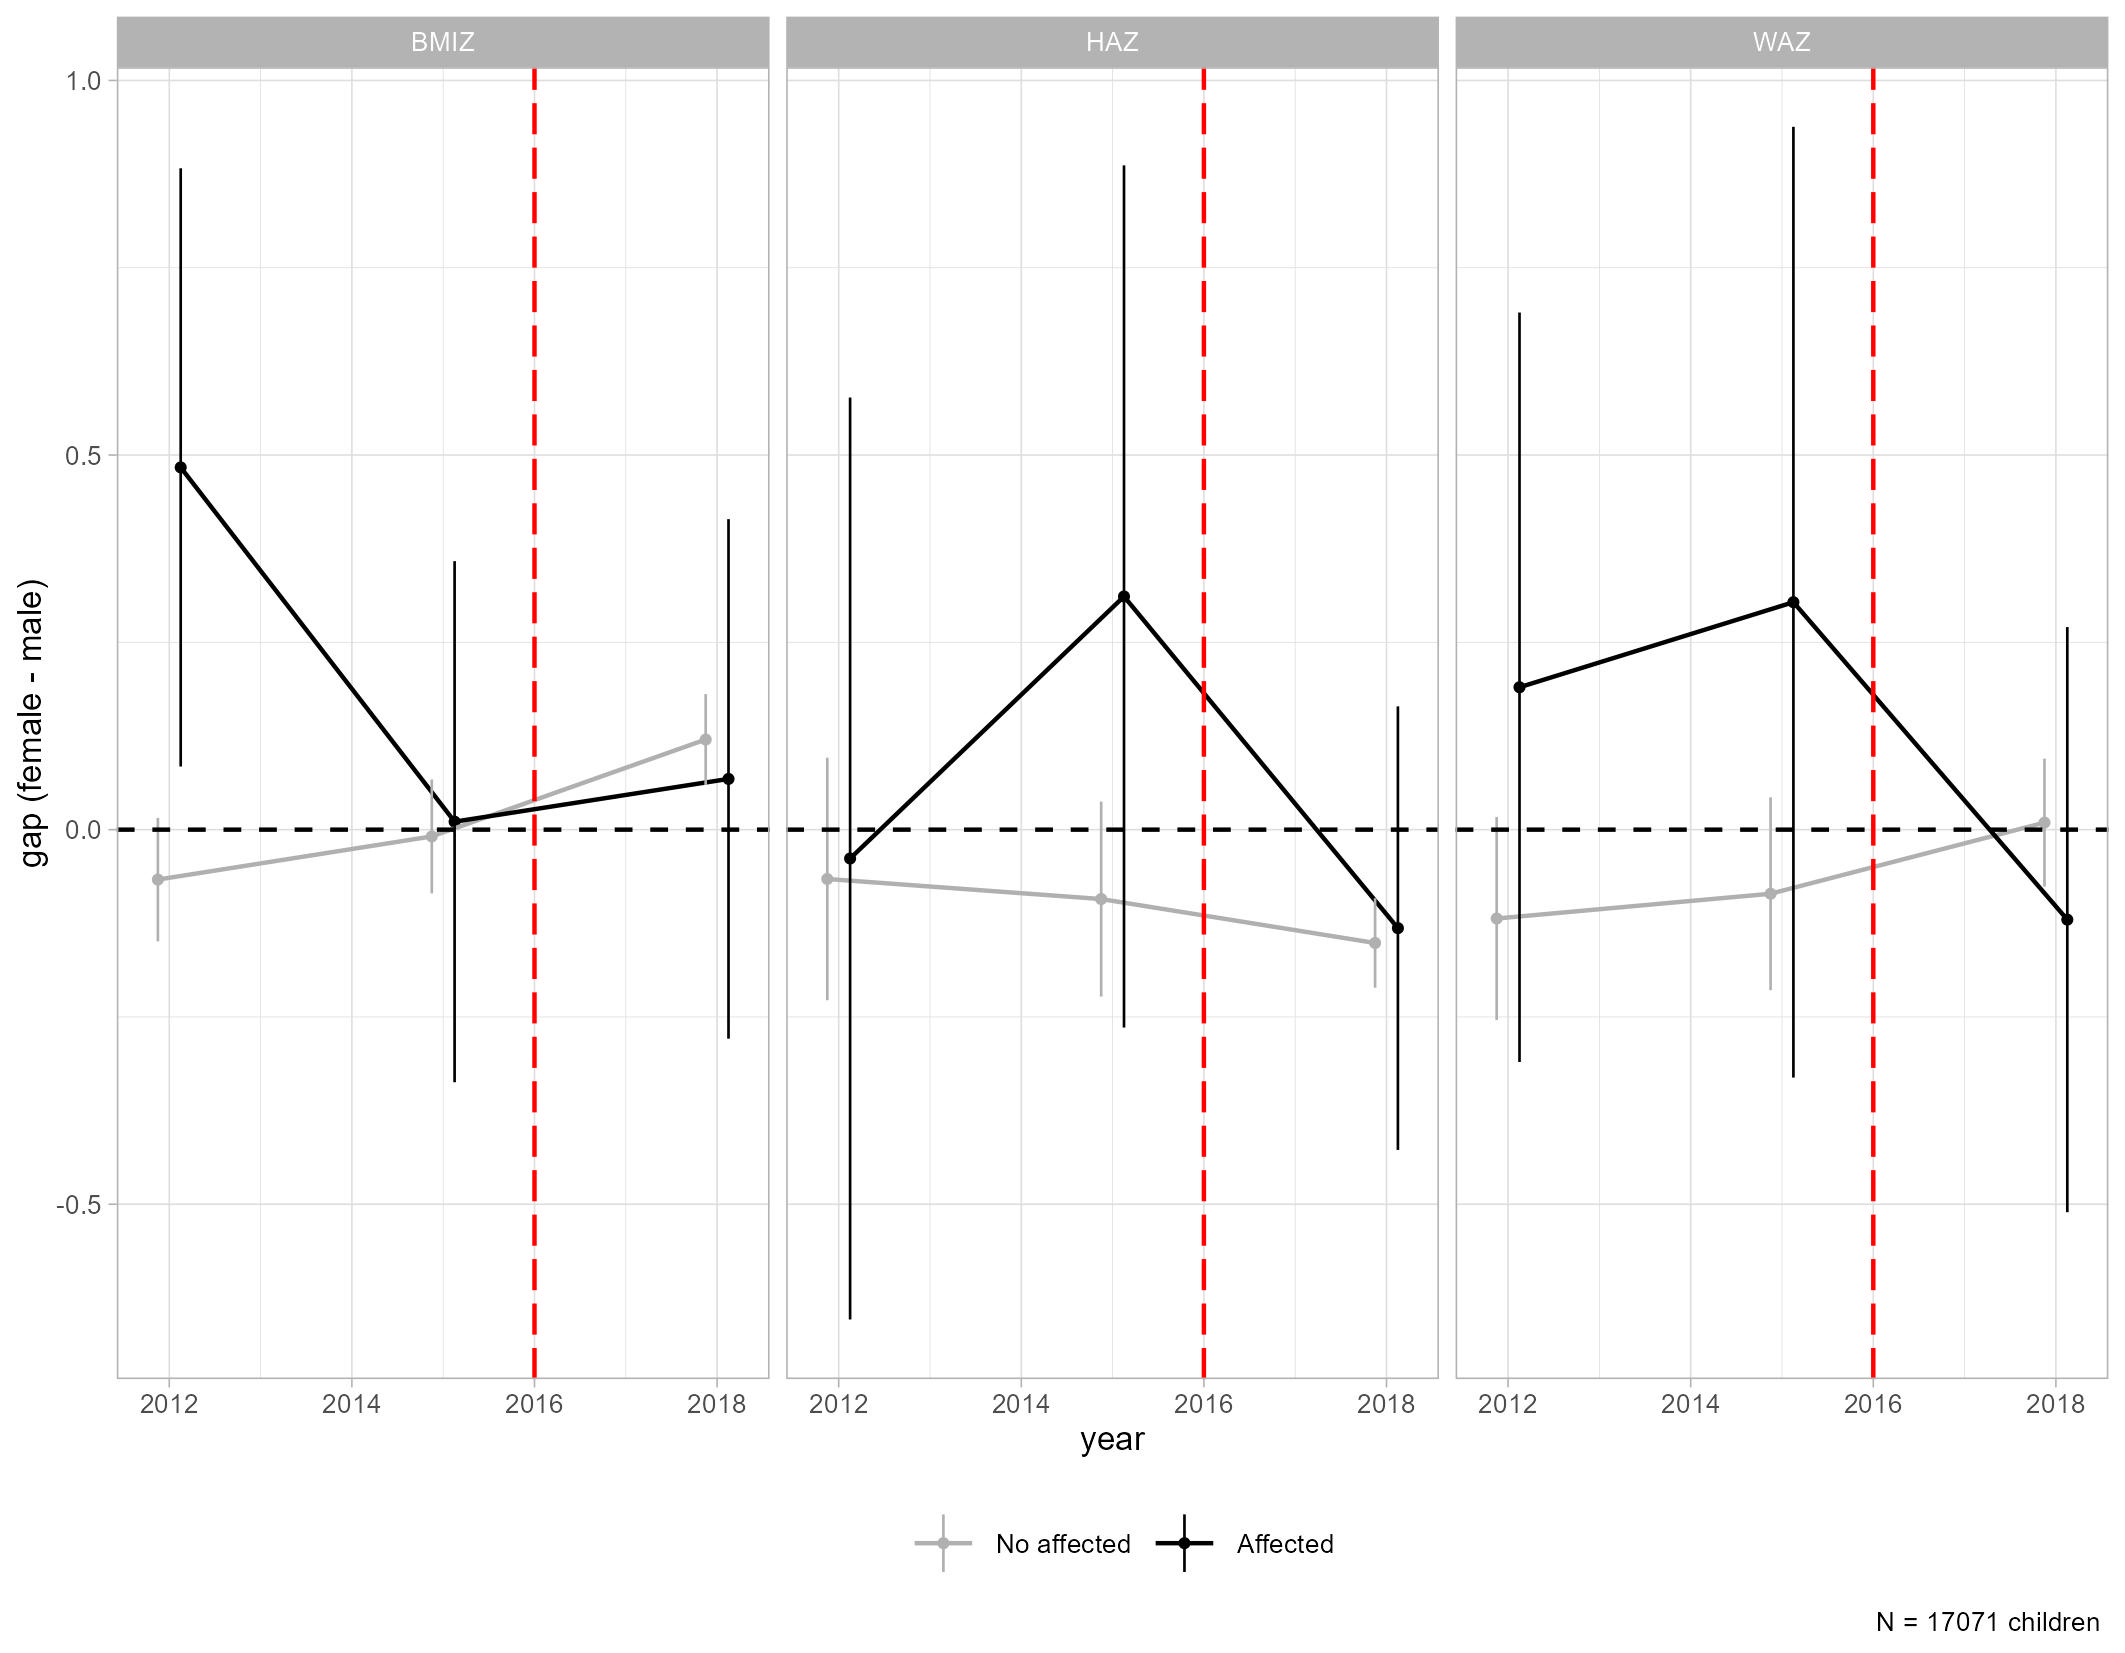 BMIZ HAZ WAZ
1.0
0.5
0.0
-0.5
gap (female - male)
2012 2014 2016 2018 2012 2014 2016 2018 2012 2014 2016 2018
year
No affected Affected
N = 17071 children